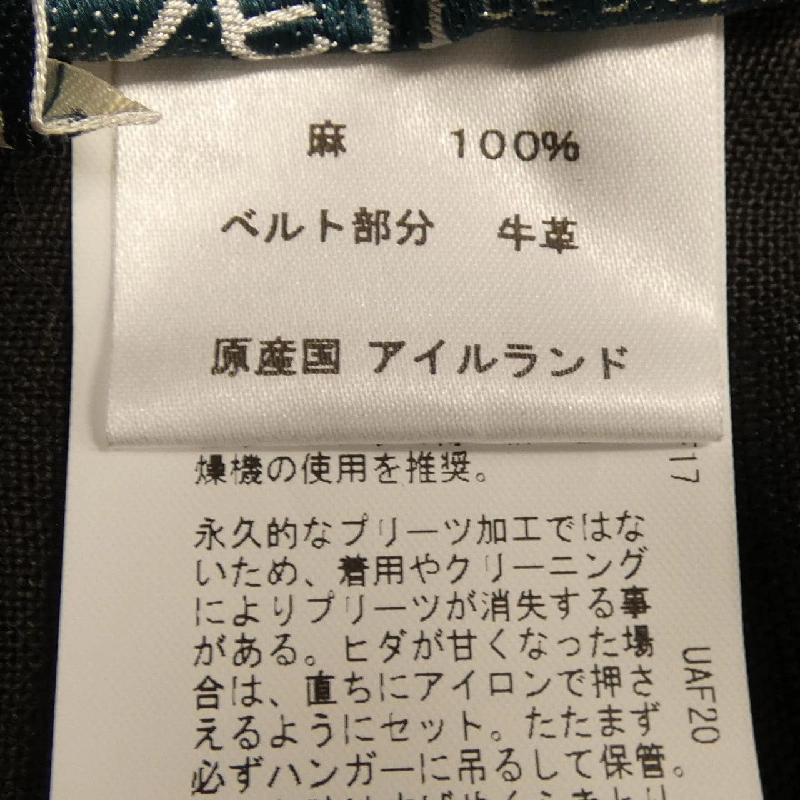 麻 100%
ベルト部分 牛革
原産国 アイルランド
燥機の使用を推奨。
永久的なプリーツ加工ではな
いため、着用やクリーニング
によりプリーツが消失する事
がある。ヒダが甘くなった場
合は、直ちにアイロンで押さ
えるようにセット。たたまず
必ずハンガーに吊るして保管。
UAF20